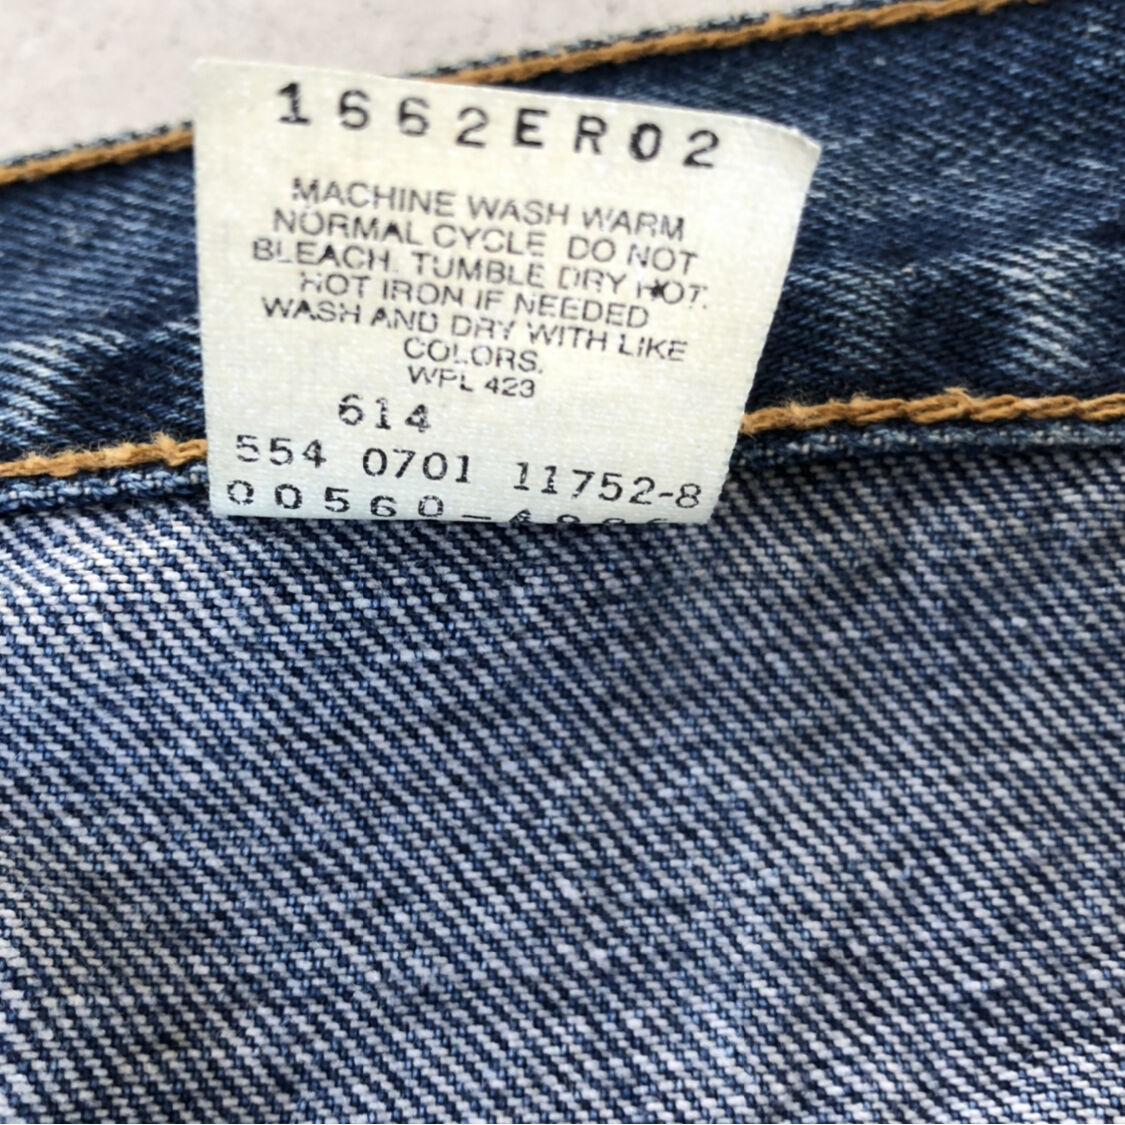 1662ER02
MACHINE WASH WARM
NORMAL CYCLE DO NOT
BLEACH. TUMBLE DRY HOT.
HOT IRON IF NEEDED
WASH AND DRY WITH LIKE
COLORS.
WPL 423
614
554 0701 11752-8
00560-